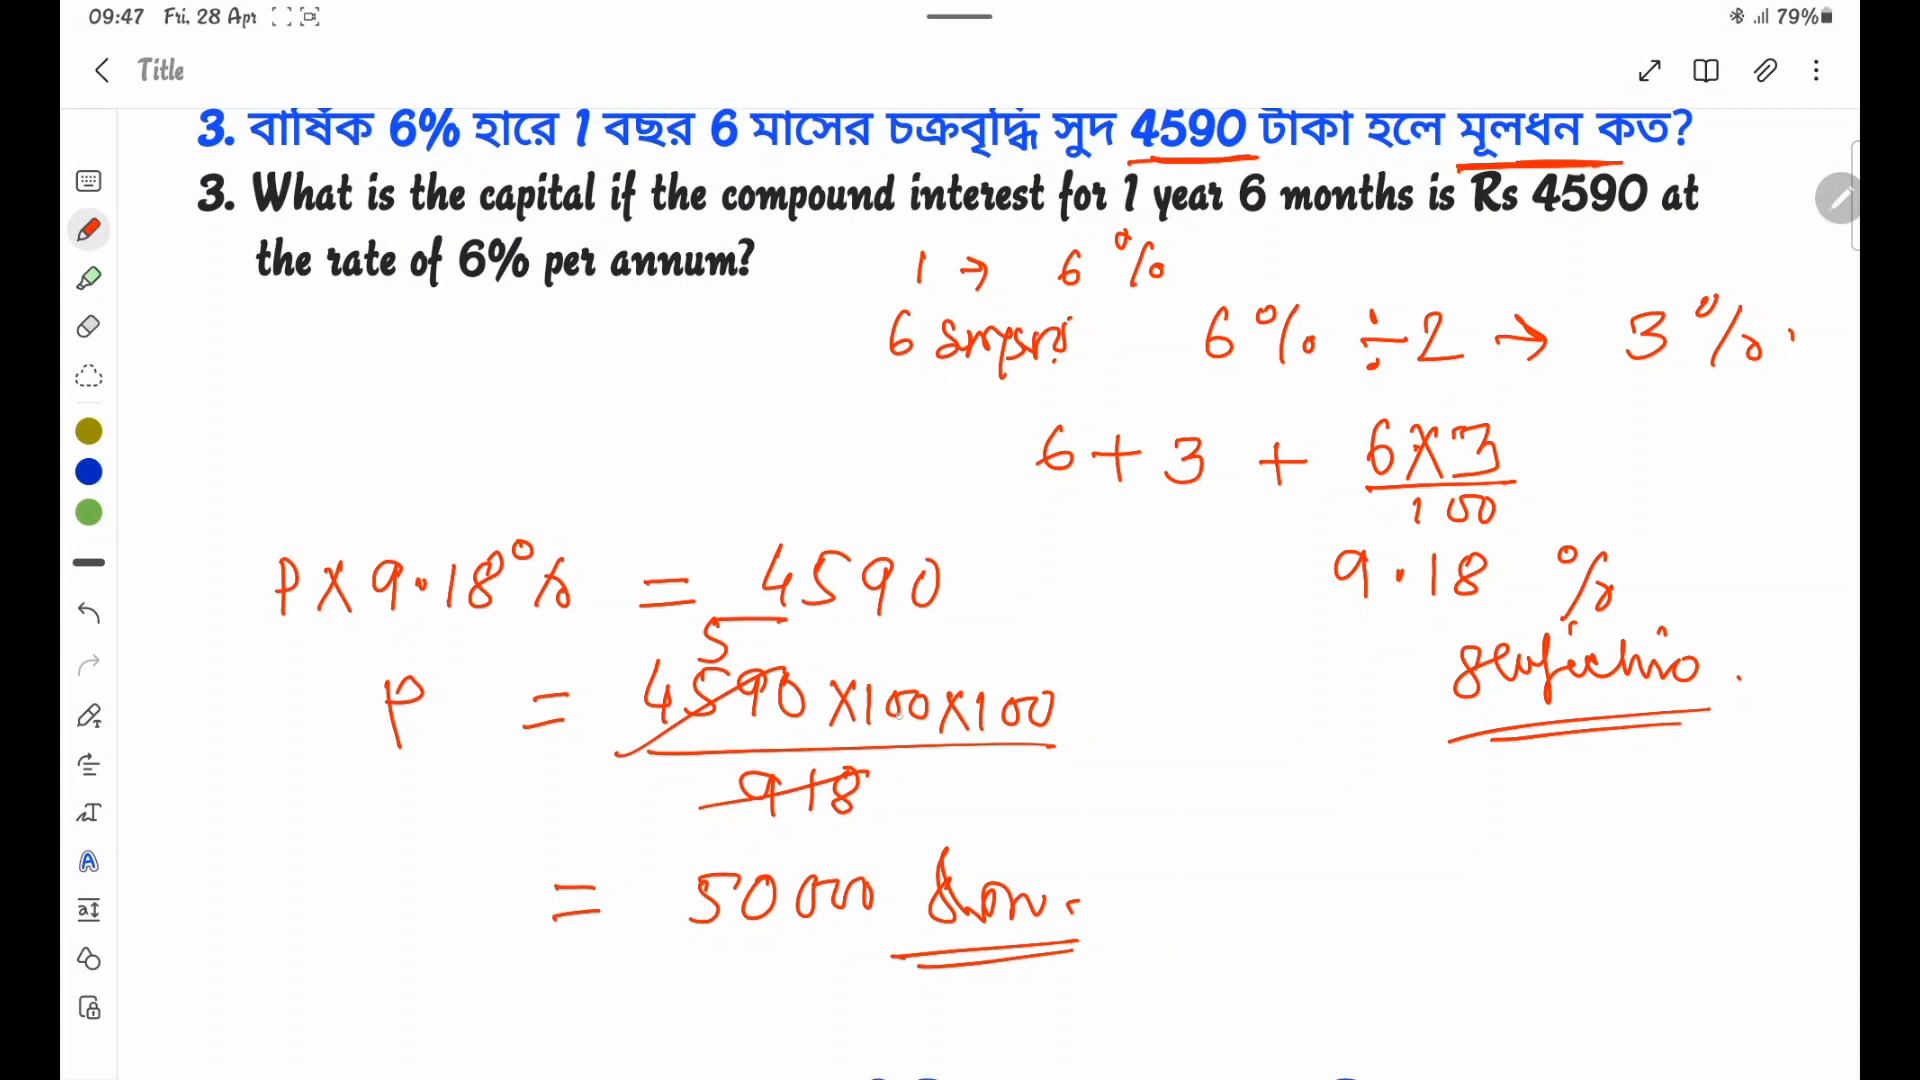 09:47 Fri, 28 Apr 79%
Title
3. বার্ষিক 6% হারে 1 বছর 6 মাসের চক্রবৃদ্ধি সুদ 4590 টাকা হলে মূলধন কত?
3. What is the capital if the compound interest for 1 year 6 months is Rs 4590 at
the rate of 6% per annum?
1 → 6%
6 6% ÷ 2 → 3%.
6 + 3 + 6×3
100
9.18 %
P × 9.18% = 4590
5
P = 4590 × 100 × 100
918
= 50000